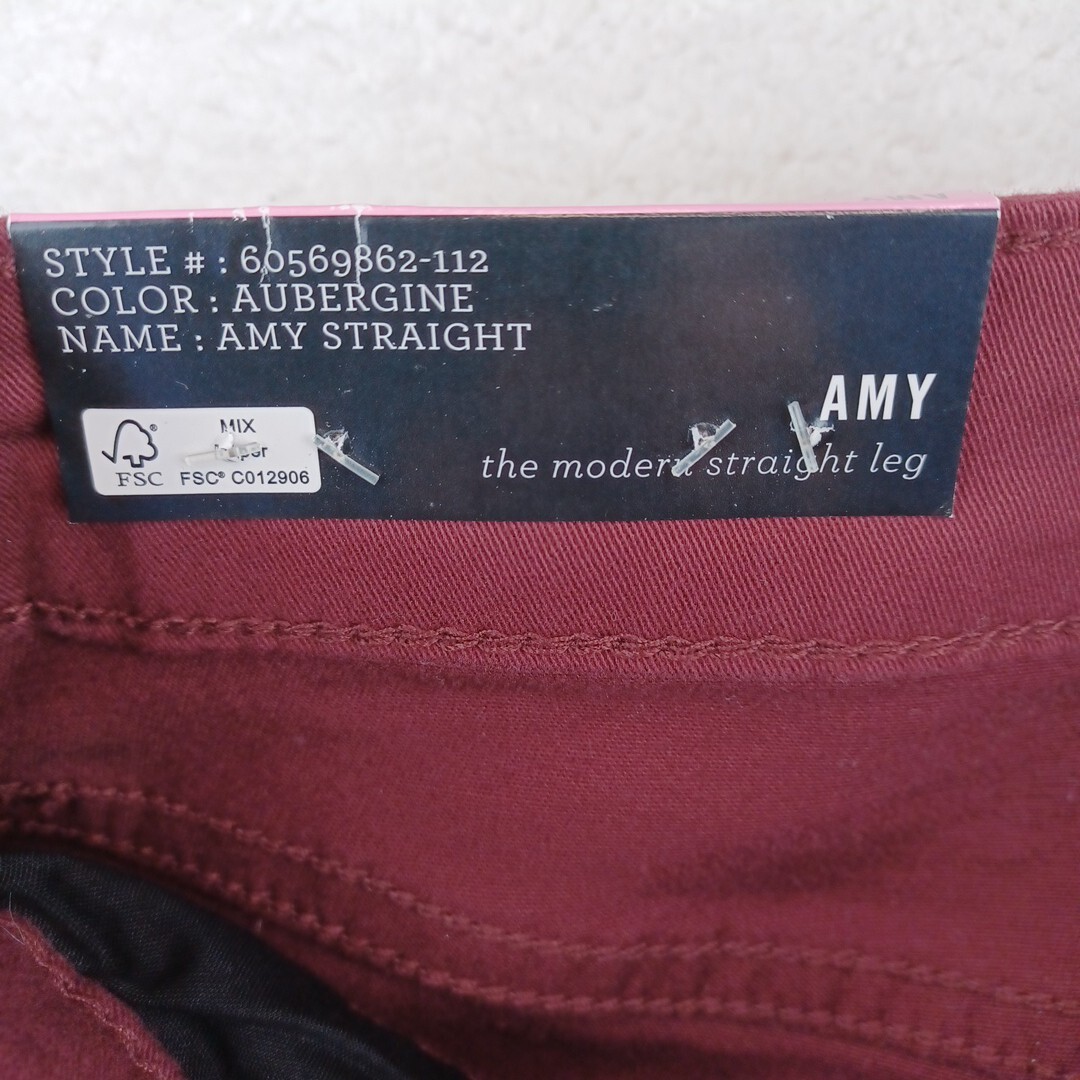 STYLE # : 60569862-112
COLOR : AUBERGINE
NAME : AMY STRAIGHT
AMY
the modern straight leg
MIX
FSC
FSC® C012906